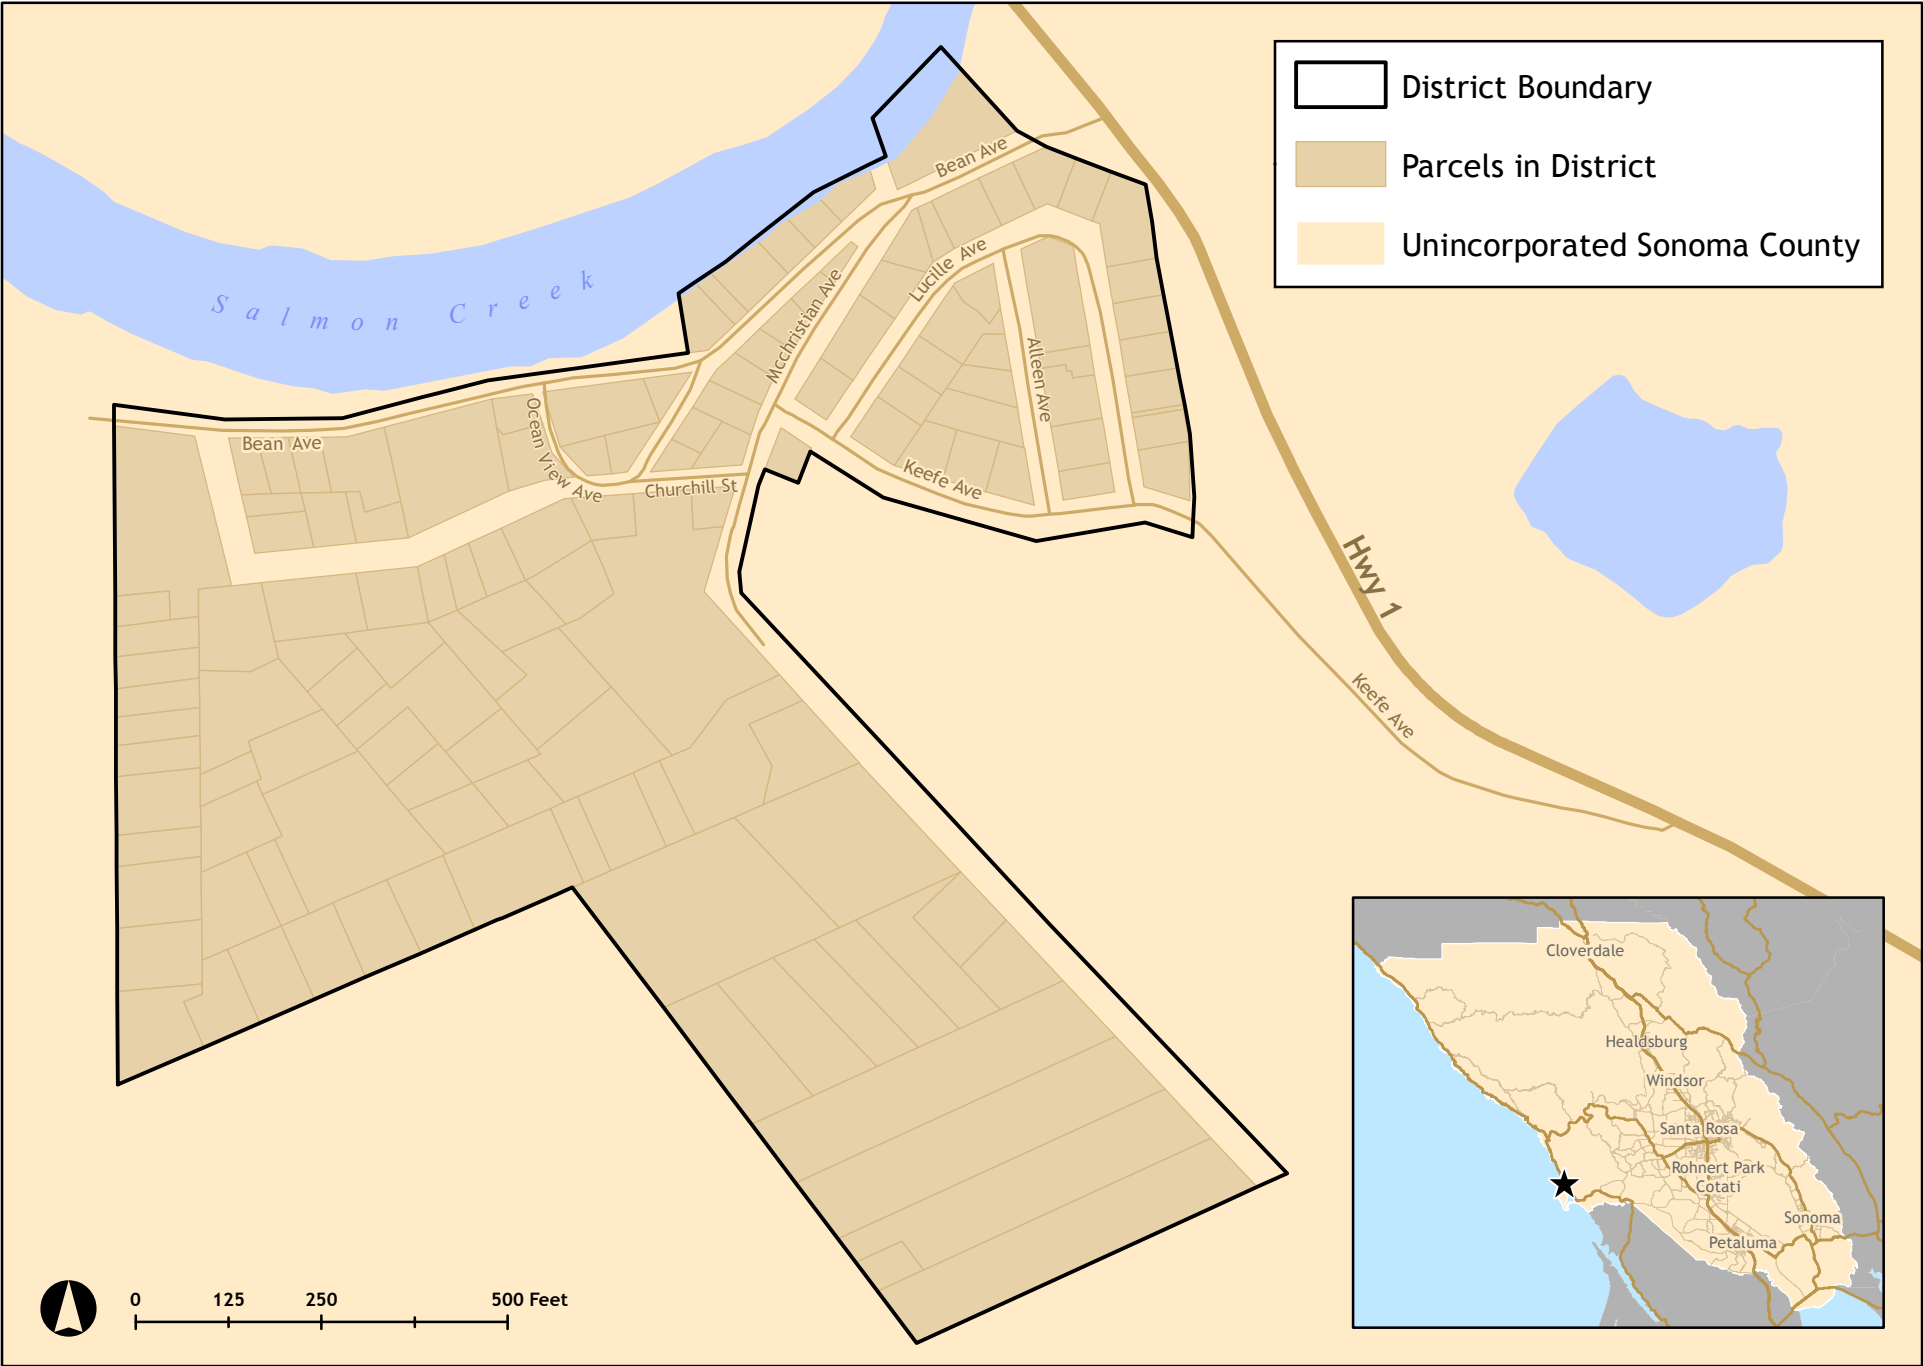 District Boundary
Parcels in District
Unincorporated Sonoma County
Bean Ave
Salmon Creek
Lucille Ave
Mcchristian Ave
Alleen Ave
Ocean View Ave
Bean Ave
Keefe Ave
Churchill St
Hwy 1
Keefe Ave
Cloverdale
Healdsburg
Windsor
Santa Rosa
Rohnert Park
Cotati
Sonoma
Petaluma
0 125 250 500 Feet